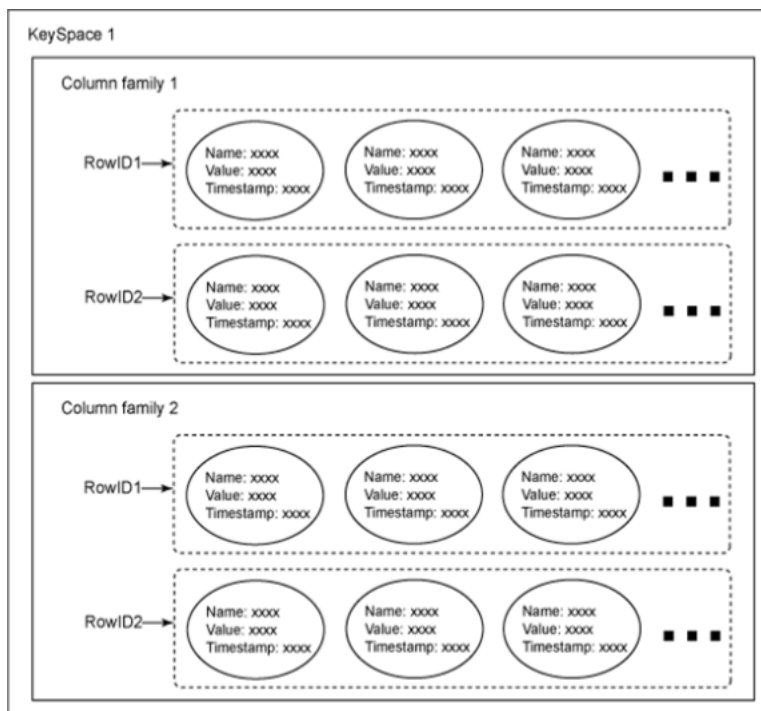 KeySpace 1
Column family 1
RowID1
Name: xxxx
Value: xxxx
Timestamp: xxxx
Name: xxxx
Value: xxxx
Timestamp: xxxx
Name: xxxx
Value: xxxx
Timestamp: xxxx
RowID2
Name: xxxx
Value: xxxx
Timestamp: xxxx
Name: xxxx
Value: xxxx
Timestamp: xxxx
Name: xxxx
Value: xxxx
Timestamp: xxxx
Column family 2
RowID1
Name: xxxx
Value: xxxx
Timestamp: xxxx
Name: xxxx
Value: xxxx
Timestamp: xxxx
Name: xxxx
Value: xxxx
Timestamp: xxxx
RowID2
Name: xxxx
Value: xxxx
Timestamp: xxxx
Name: xxxx
Value: xxxx
Timestamp: xxxx
Name: xxxx
Value: xxxx
Timestamp: xxxx